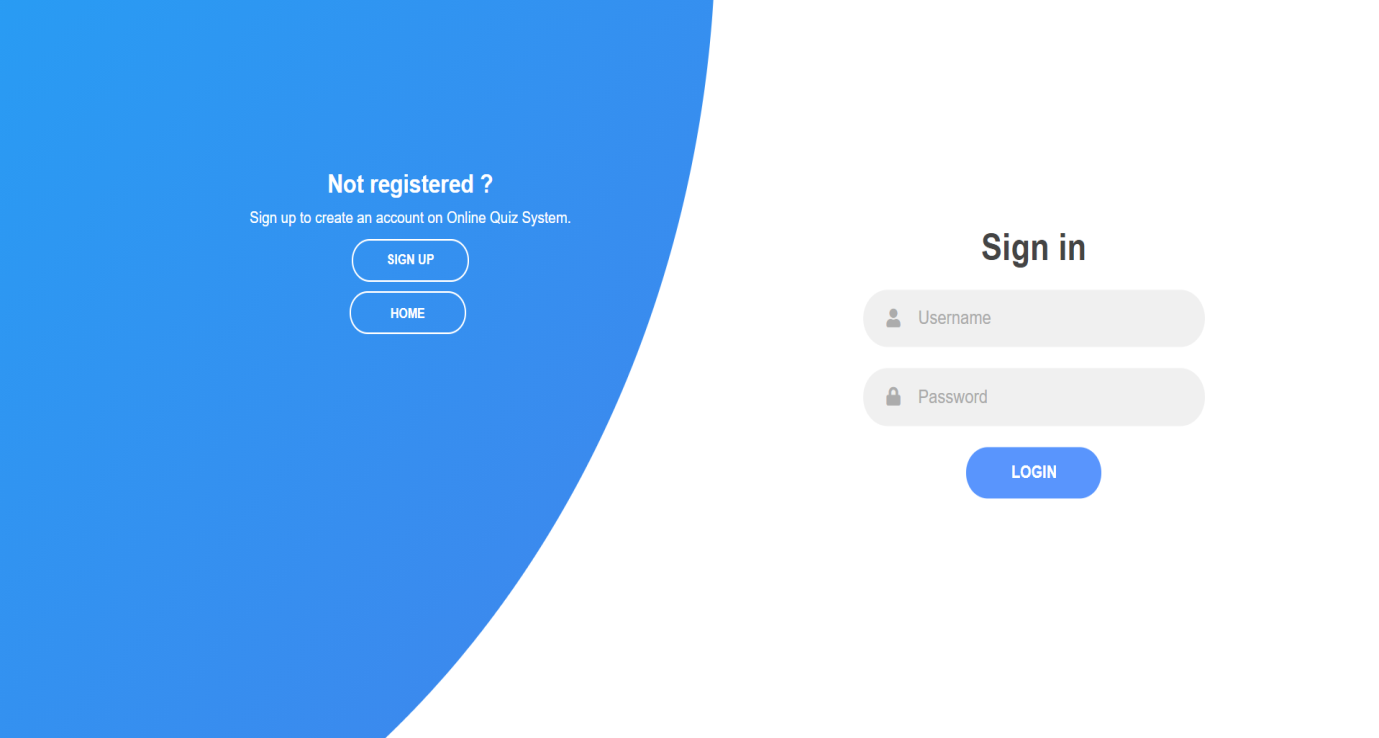 Not registered ?
Sign up to create an account on Online Quiz System.
SIGN UP
HOME
Sign in
Username
Password
LOGIN